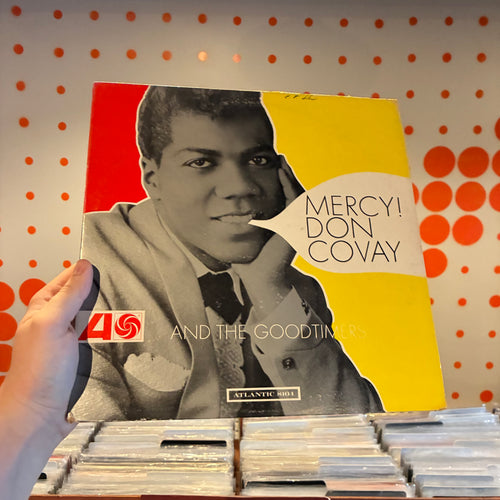 MERCY!
DON
COVAY
AND THE GOODTIMERS
ATLANTIC 8104